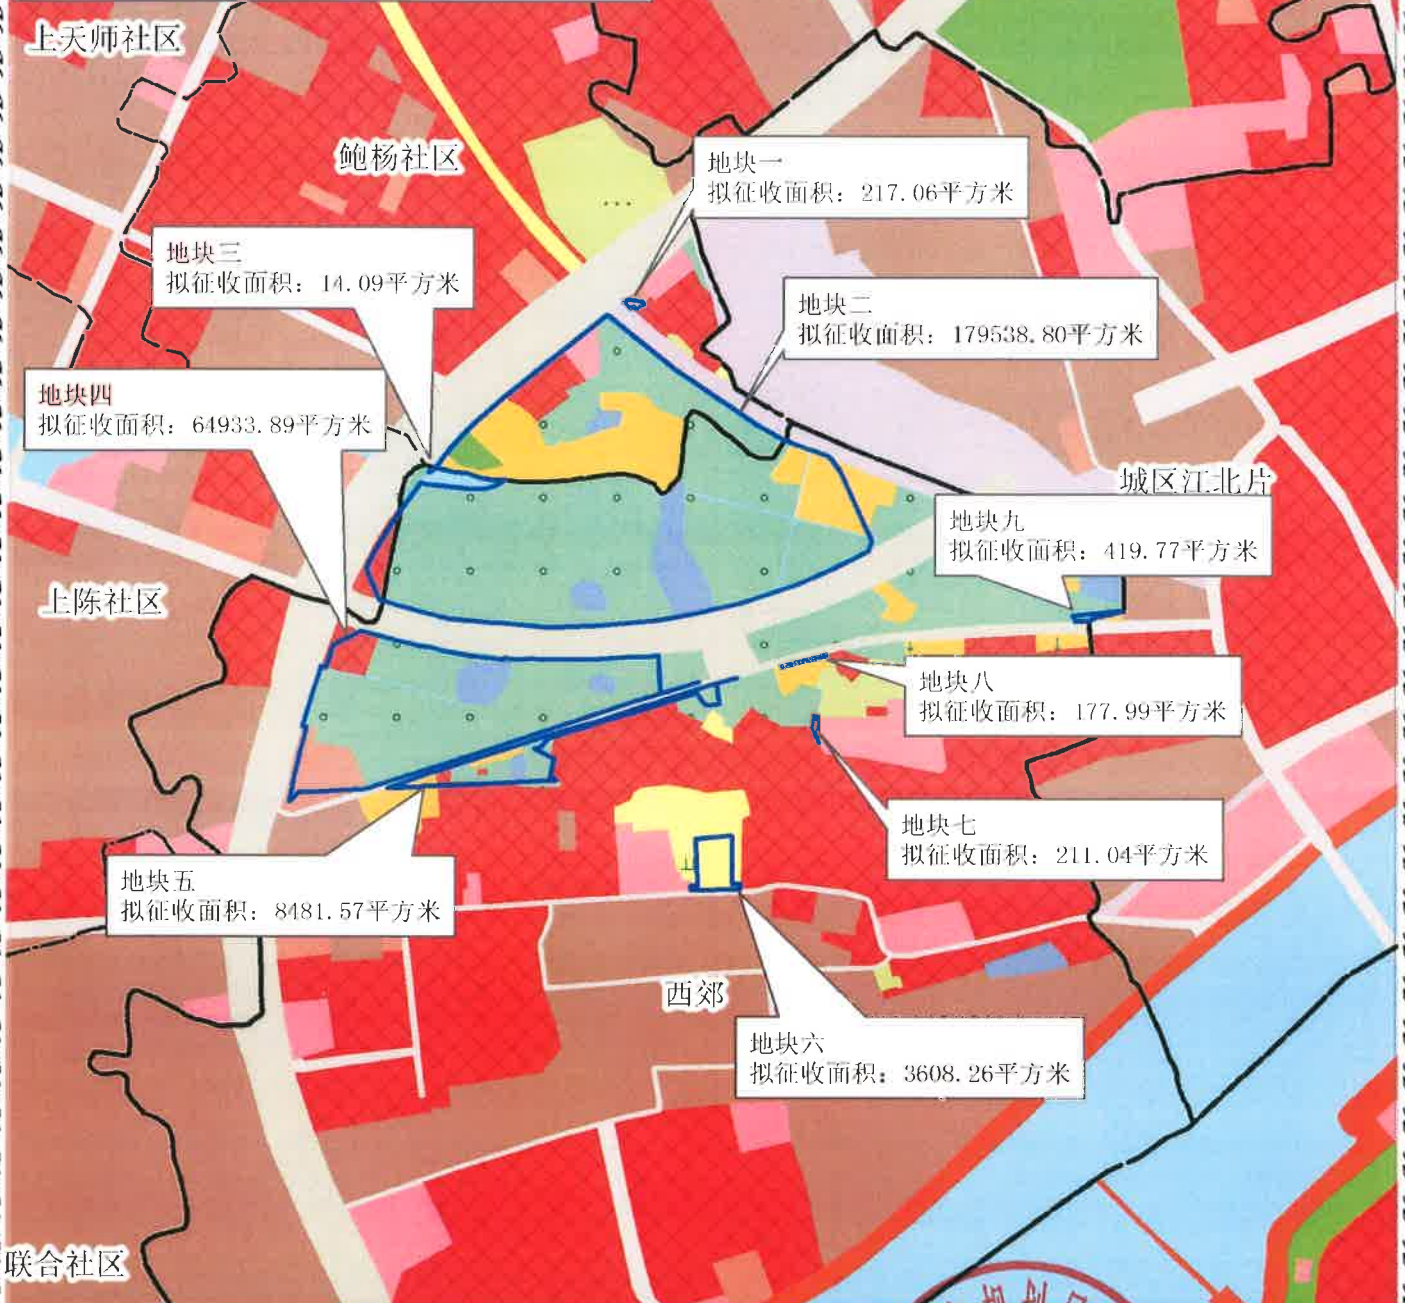 上天师社区
鲍杨社区
地块一
拟征收面积：217.06平方米
地块三
拟征收面积：14.09平方米
地块二
拟征收面积：179538.80平方米
地块四
拟征收面积：64933.89平方米
城区江北片
地块九
拟征收面积：419.77平方米
上陈社区
地块八
拟征收面积：177.99平方米
地块七
拟征收面积：211.04平方米
地块五
拟征收面积：8481.57平方米
西郊
地块六
拟征收面积：3608.26平方米
联合社区